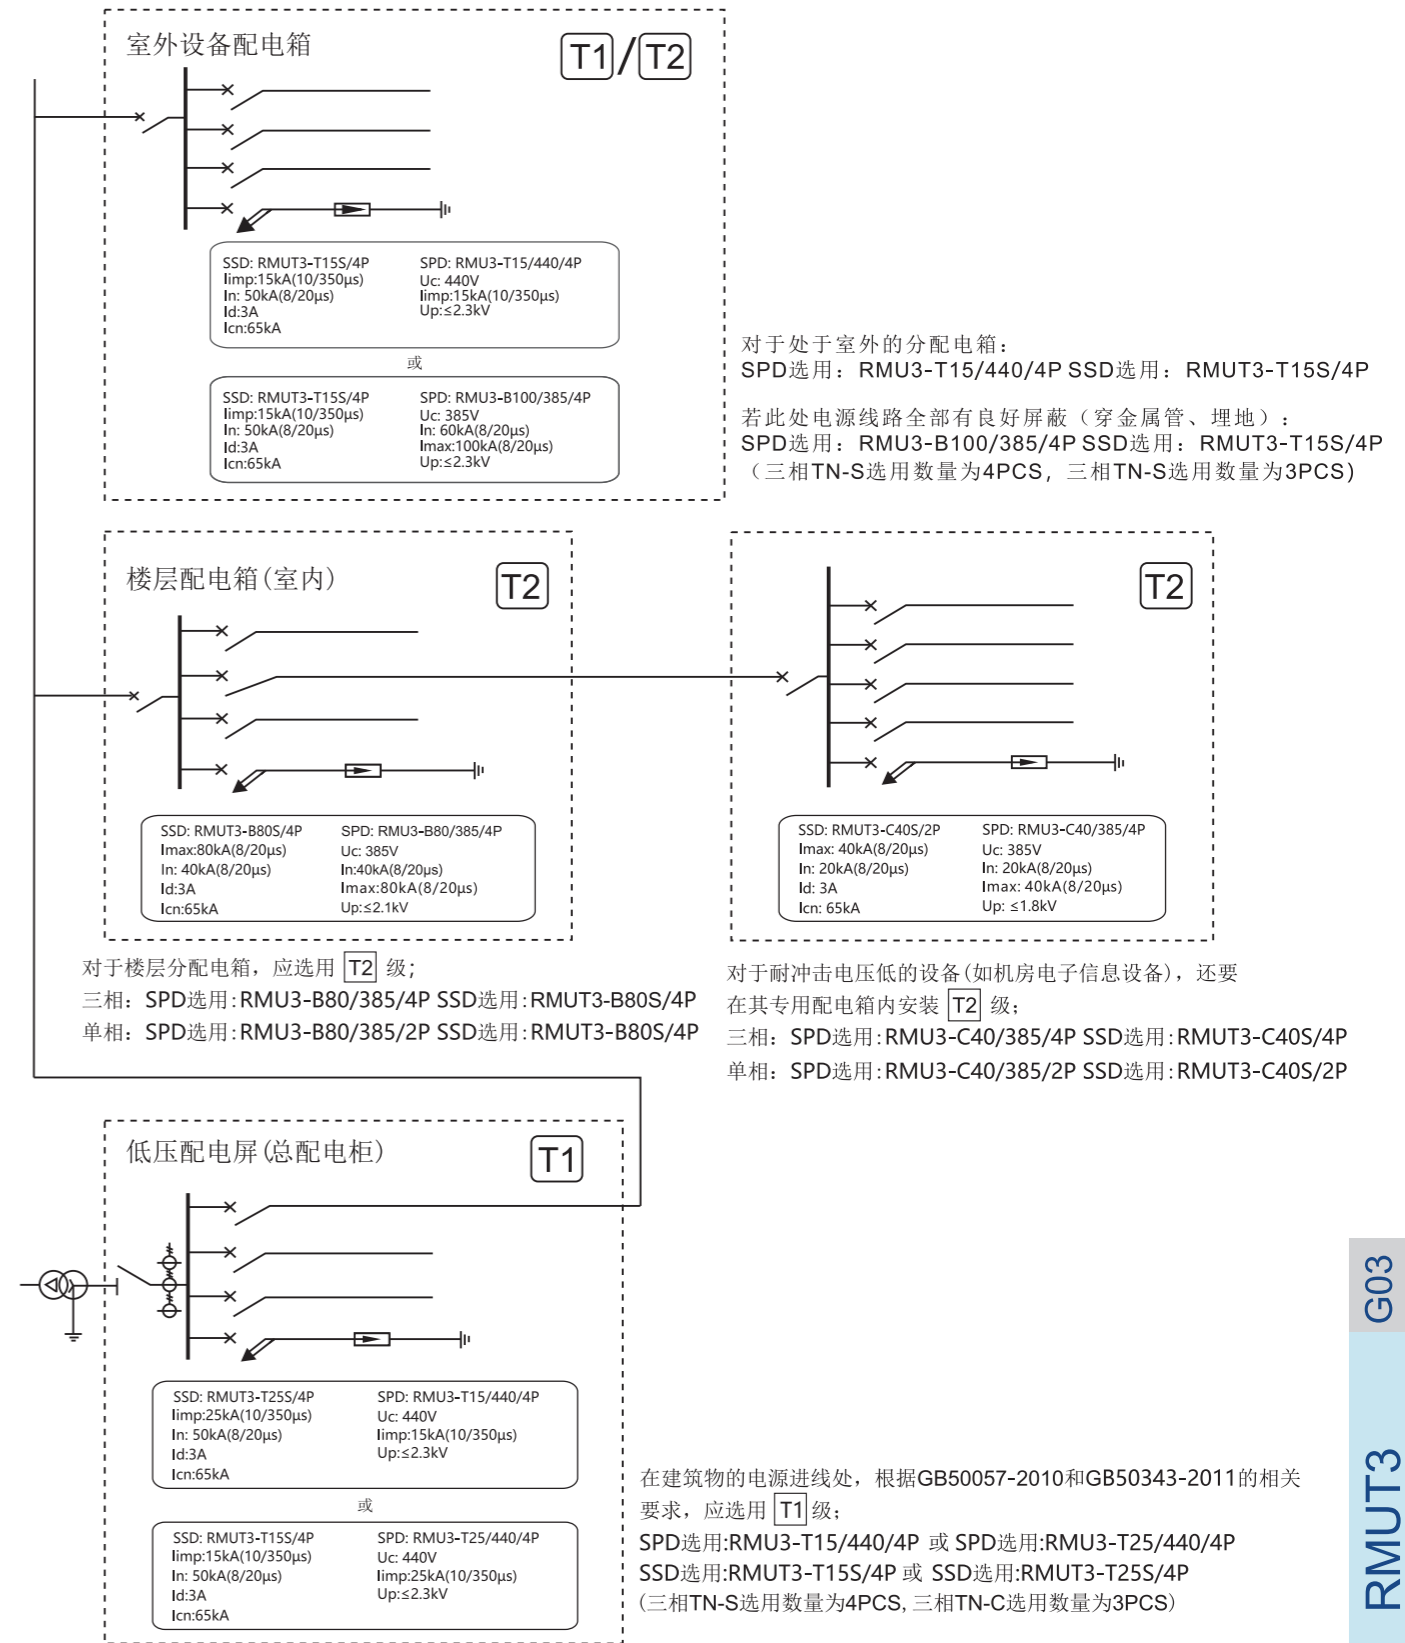 室外设备配电箱
T1/T2
SSD: RMUT3-T15S/4P
Iimp:15kA(10/350μs)
In: 50kA(8/20μs)
Id:3A
Icn:65kA
SPD: RMU3-T15/440/4P
Uc: 440V
Iimp:15kA(10/350μs)
Up:≤2.3kV
或
SSD: RMUT3-T15S/4P
Iimp:15kA(10/350μs)
In: 50kA(8/20μs)
Id:3A
Icn:65kA
SPD: RMU3-B100/385/4P
Uc: 385V
In: 60kA(8/20μs)
Imax:100kA(8/20μs)
Up:≤2.3kV
对于处于室外的分配电箱：
SPD选用：RMU3-T15/440/4P SSD选用：RMUT3-T15S/4P
若此处电源线路全部有良好屏蔽（穿金属管、埋地）：
SPD选用：RMU3-B100/385/4P SSD选用：RMUT3-T15S/4P
（三相TN-S选用数量为4PCS，三相TN-S选用数量为3PCS)
楼层配电箱(室内)
T2
SSD: RMUT3-B80S/4P
Imax:80kA(8/20μs)
In: 40kA(8/20μs)
Id:3A
Icn:65kA
SPD: RMU3-B80/385/4P
Uc: 385V
In:40kA(8/20μs)
Imax:80kA(8/20μs)
Up:≤2.1kV
对于楼层分配电箱，应选用 T2 级；
三相：SPD选用:RMU3-B80/385/4P SSD选用:RMUT3-B80S/4P
单相：SPD选用:RMU3-B80/385/2P SSD选用:RMUT3-B80S/4P
T2
SSD: RMUT3-C40S/2P
Imax: 40kA(8/20μs)
In: 20kA(8/20μs)
Id: 3A
Icn: 65kA
SPD: RMU3-C40/385/4P
Uc: 385V
In: 20kA(8/20μs)
Imax: 40kA(8/20μs)
Up: ≤1.8kV
对于耐冲击电压低的设备(如机房电子信息设备)，还要
在其专用配电箱内安装 T2 级；
三相：SPD选用:RMU3-C40/385/4P SSD选用:RMUT3-C40S/4P
单相：SPD选用:RMU3-C40/385/2P SSD选用:RMUT3-C40S/2P
低压配电屏(总配电柜)
T1
SSD: RMUT3-T25S/4P
Iimp:25kA(10/350μs)
In: 50kA(8/20μs)
Id:3A
Icn:65kA
SPD: RMU3-T15/440/4P
Uc: 440V
Iimp:15kA(10/350μs)
Up:≤2.3kV
或
SSD: RMUT3-T15S/4P
Iimp:15kA(10/350μs)
In: 50kA(8/20μs)
Id:3A
Icn:65kA
SPD: RMU3-T25/440/4P
Uc: 440V
Iimp:25kA(10/350μs)
Up:≤2.3kV
在建筑物的电源进线处，根据GB50057-2010和GB50343-2011的相关
要求，应选用 T1 级；
SPD选用:RMU3-T15/440/4P 或 SPD选用:RMU3-T25/440/4P
SSD选用:RMUT3-T15S/4P 或 SSD选用:RMUT3-T25S/4P
(三相TN-S选用数量为4PCS,三相TN-C选用数量为3PCS)
G03
RMUT3